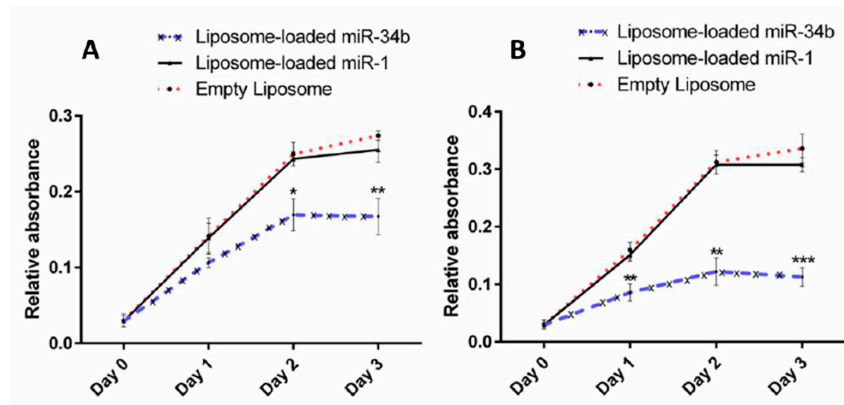 A
Liposome-loaded miR-34b
Liposome-loaded miR-1
Empty Liposome
Relative absorbance
0.3
0.2
0.1
0.0
*
**
Day 0
Day 1
Day 2
Day 3
B
Liposome-loaded miR-34b
Liposome-loaded miR-1
Empty Liposome
Relative absorbance
0.4
0.3
0.2
0.1
0.0
**
**
***
Day 0
Day 1
Day 2
Day 3